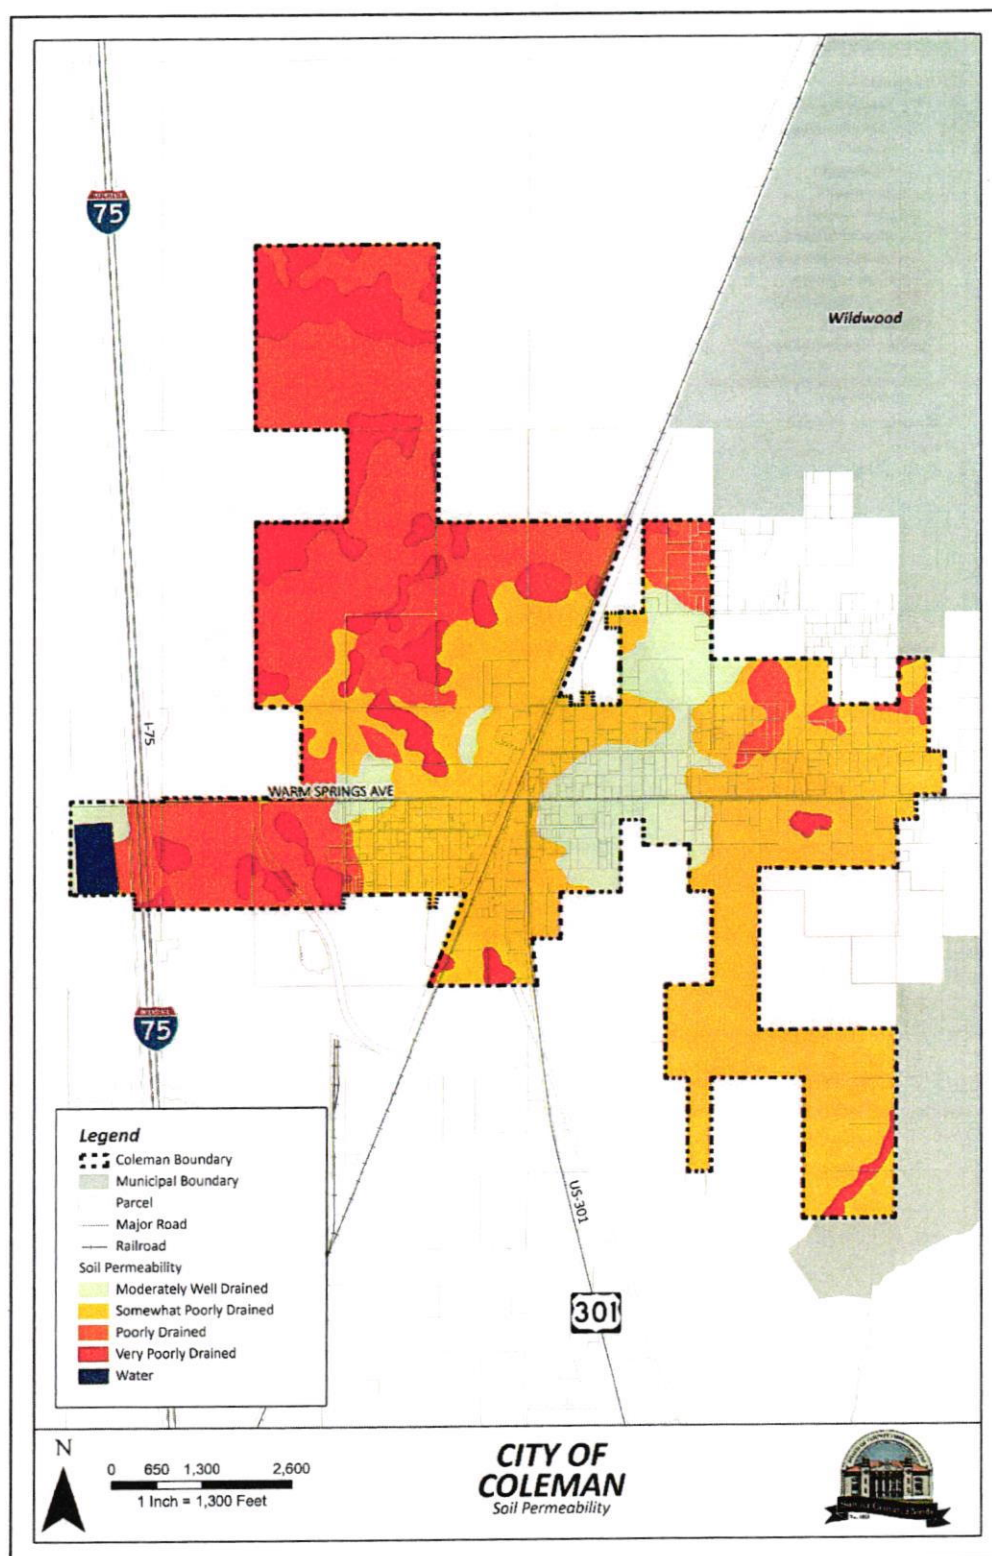 75
Wildwood
I-75
WARM SPRINGS AVE
75
US-301
301
Legend
Coleman Boundary
Municipal Boundary
Parcel
Major Road
Railroad
Soil Permeability
Moderately Well Drained
Somewhat Poorly Drained
Poorly Drained
Very Poorly Drained
Water
N
0 650 1,300 2,600
1 Inch = 1,300 Feet
CITY OF
COLEMAN
Soil Permeability